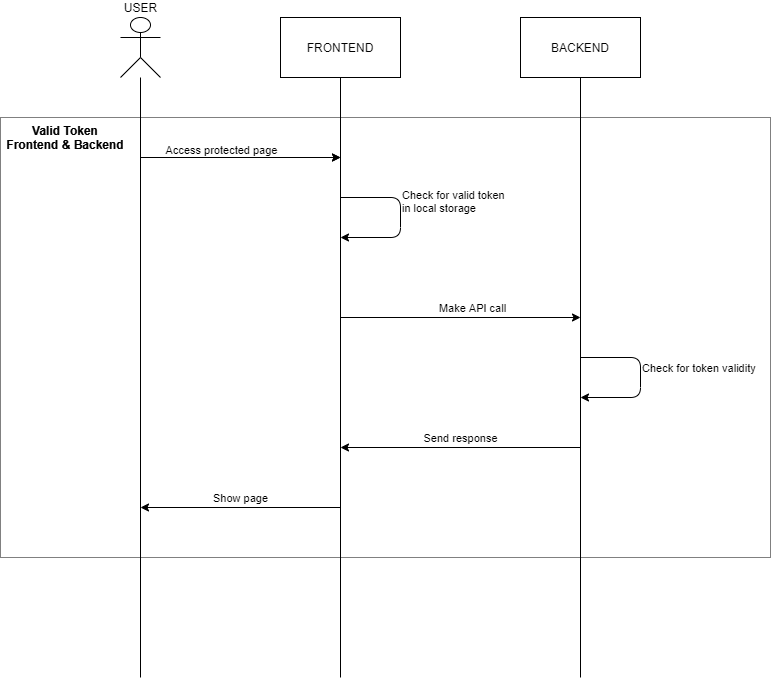 USER
FRONTEND
BACKEND
Valid Token
Frontend & Backend
Access protected page
Check for valid token
in local storage
Make API call
Check for token validity
Send response
Show page